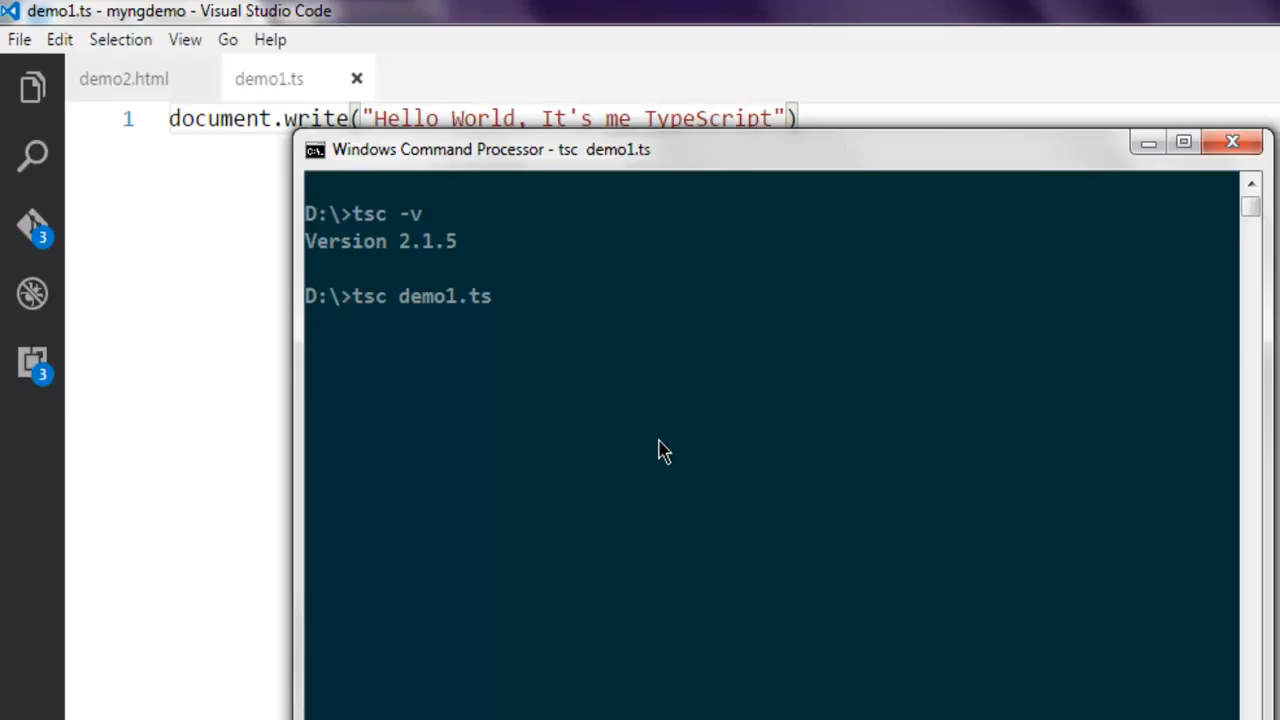 demo1.ts - myngdemo - Visual Studio Code
File Edit Selection View Go Help
demo2.html demo1.ts
1 document.write("Hello World, It's me TypeScript")
C:\. Windows Command Processor - tsc demo1.ts
D:\>tsc -v
Version 2.1.5
D:\>tsc demo1.ts
3
3